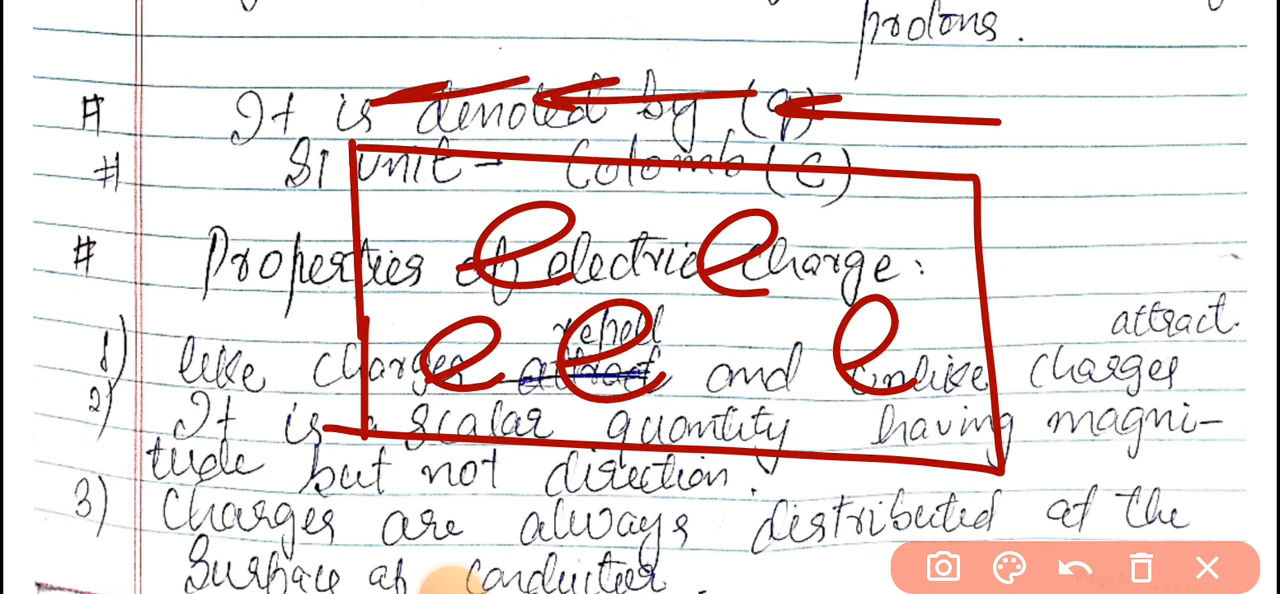 protons.
# It is denoted by (q)
# SI unit - Colomb (C)
# Properties of electric charge:
repell attract.
1) like charges attract and unlike charges
2) It is a scalar quantity having magni-
tude but not direction.
3) Charges are always distributed at the
Surface of conductor.
e e
e e e